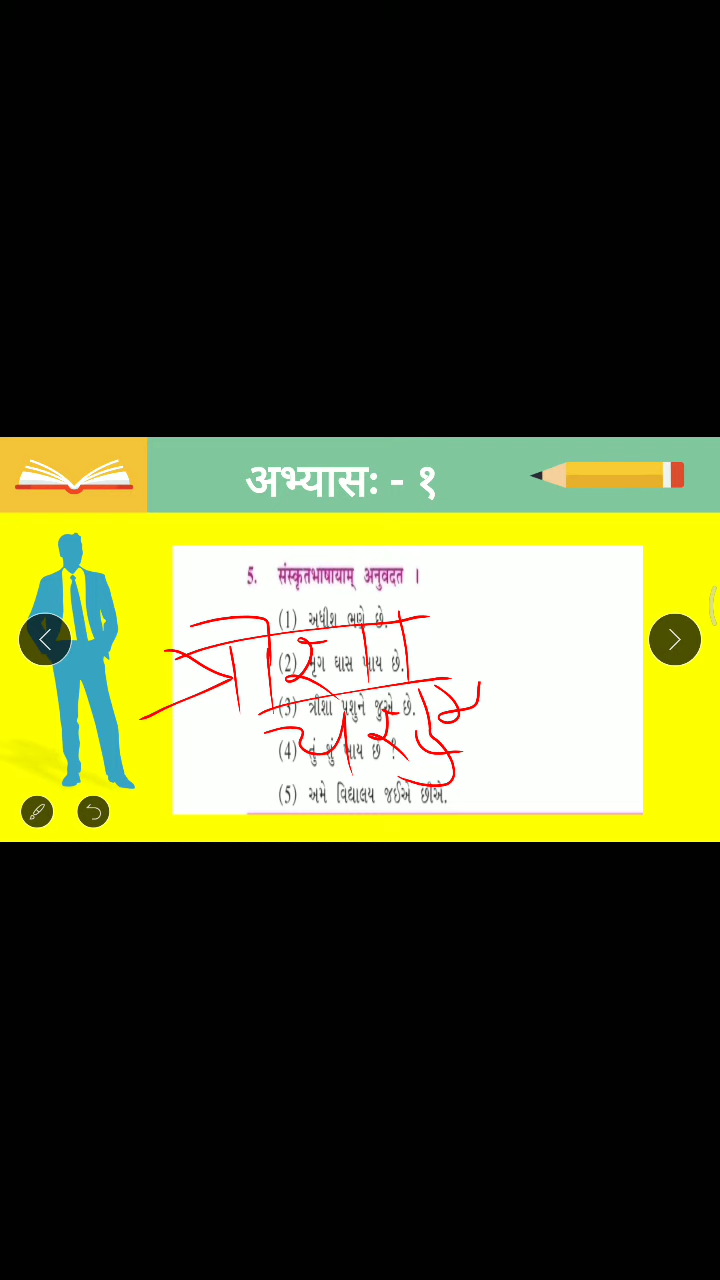 अभ्यासः - १
5. संस्कृतभाषायाम् अनुवदत ।
(1) અધીશ ભણે છે.
(2) મૃગ ઘાસ ખાય છે.
(3) ત્રીશા પશુને જુએ છે.
(4) તું શું ખાય છે ?
(5) અમે વિદ્યાલય જઈએ છીએ.